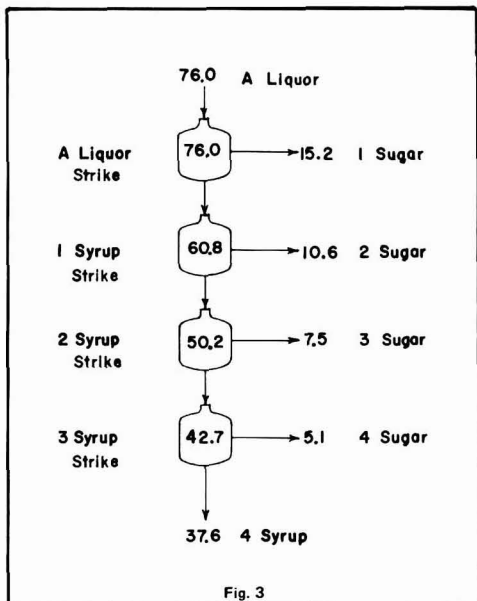 76.0 A Liquor
A Liquor Strike
76.0
15.2 1 Sugar
1 Syrup Strike
60.8
10.6 2 Sugar
2 Syrup Strike
50.2
7.5 3 Sugar
3 Syrup Strike
42.7
5.1 4 Sugar
37.6 4 Syrup
Fig. 3